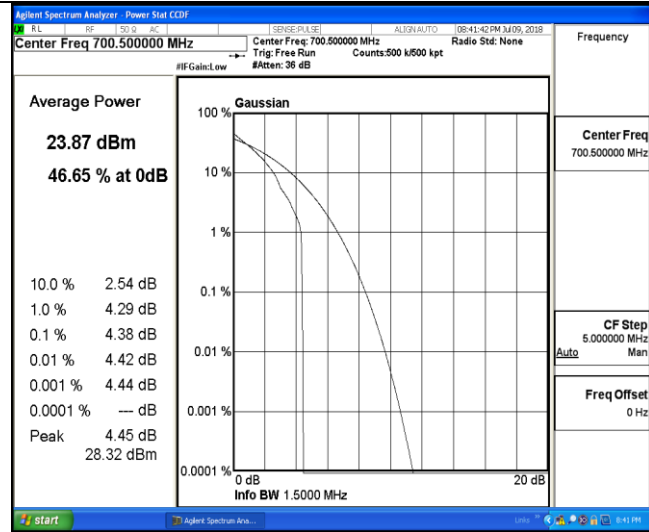 Agilent Spectrum Analyzer - Power Stat CCDF
RL RF 50 Ω AC SENSE:PULSE ALIGN AUTO 08:41:42 PM Jul 09, 2018
Center Freq 700.500000 MHz
Center Freq: 700.500000 MHz Radio Std: None
Trig: Free Run Counts:500 k/500 kpt
#IFGain:Low #Atten: 36 dB
Frequency
Average Power
23.87 dBm
46.65 % at 0dB
10.0 % 2.54 dB
1.0 % 4.29 dB
0.1 % 4.38 dB
0.01 % 4.42 dB
0.001 % 4.44 dB
0.0001 % --- dB
Peak 4.45 dB
28.32 dBm
Gaussian
100 %
10 %
1 %
0.1 %
0.01 %
0.001 %
0.0001 %
0 dB 20 dB
Info BW 1.5000 MHz
Center Freq
700.500000 MHz
CF Step
5.000000 MHz
Auto Man
Freq Offset
0 Hz
start Agilent Spectrum Ana... Links 8:41 PM